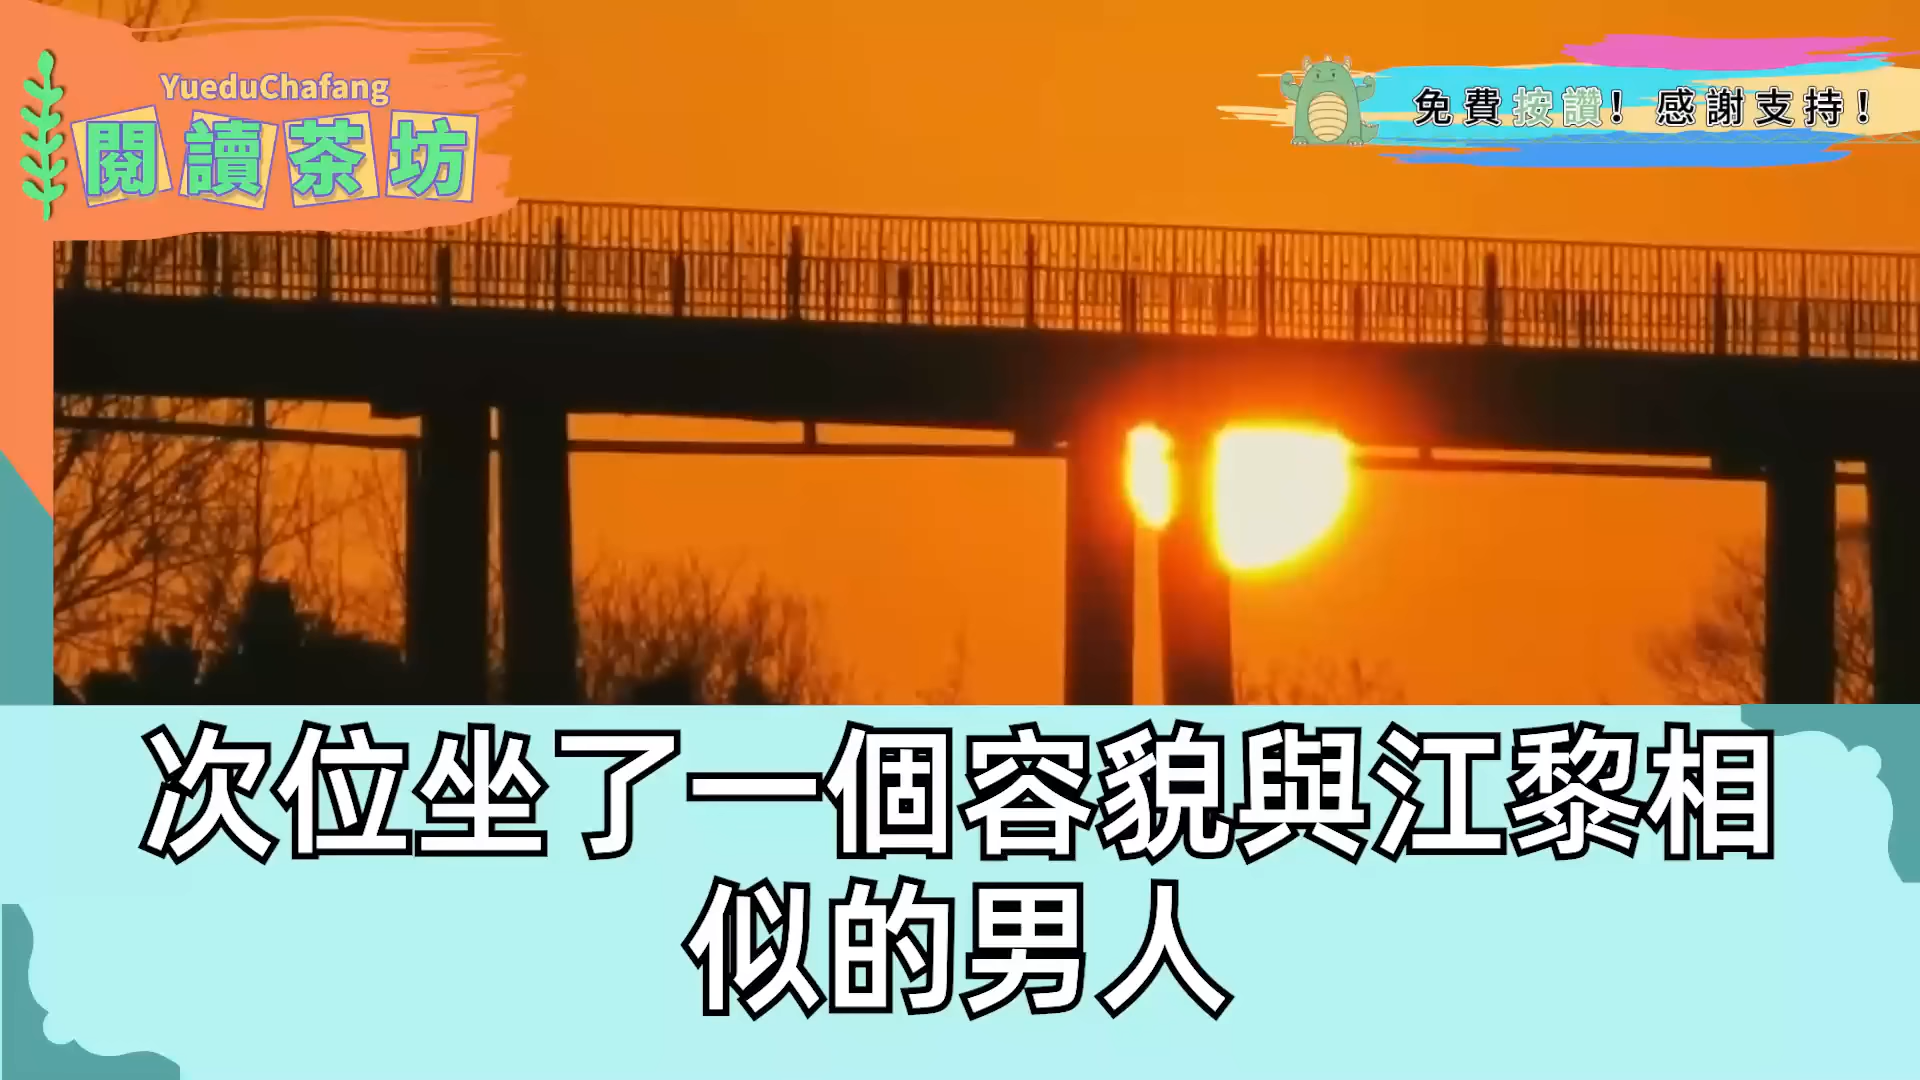 YueduChafang
閱讀茶坊
免費按讚！感謝支持！
次位坐了一個容貌與江黎相
似的男人